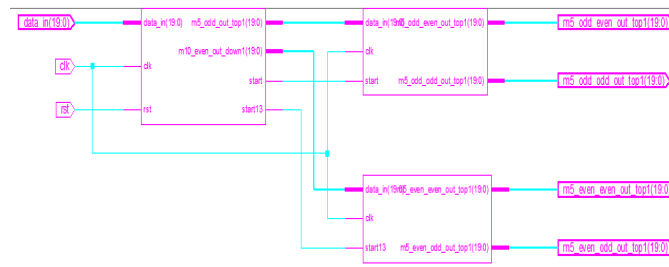 data_in(19:0)
clk
rst
data_in(19:0) m5_odd_out_top1(19:0)
m10_even_out_down1(19:0)
clk
start
rst start13
data_in(19:0) m5_odd_even_out_top1(19:0)
clk
start m5_odd_odd_out_top1(19:0)
m5_odd_even_out_top1(19:0)
m5_odd_odd_out_top1(19:0)
data_in(19:0) m5_even_even_out_top1(19:0)
clk
start13 m5_even_odd_out_top1(19:0)
m5_even_even_out_top1(19:0
m5_even_odd_out_top1(19:0)